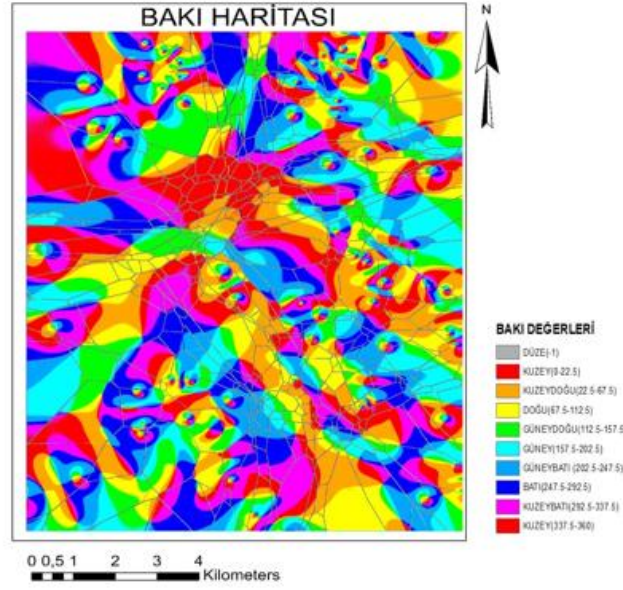 BAKI HARİTASI
N
BAKI DEĞERLERİ
DÜZE(-1)
KUZEY(0-22.5)
KUZEYDOĞU(22.5-67.5)
DOĞU(67.5-112.5)
GÜNEYDOĞU(112.5-157.5
GÜNEY(157.5-202.5)
GÜNEYBATI (202.5-247.5)
BATI(247.5-292.5)
KUZEYBATI(292.5-337.5)
KUZEY(337.5-360)
0 0,5 1 2 3 4
Kilometers